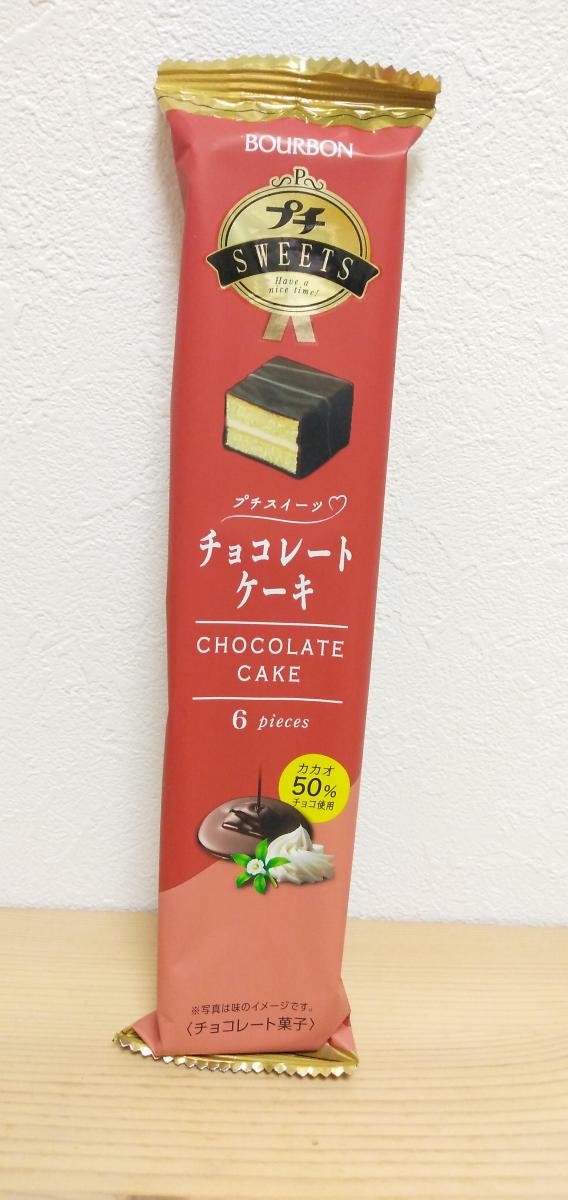 BOURBON
P
プチ
SWEETS
Have a
nice time!
プチスイーツ♡
チョコレート
ケーキ
CHOCOLATE
CAKE
6 pieces
カカオ
50%
チョコ使用
※写真は味のイメージです。
〈チョコレート菓子〉